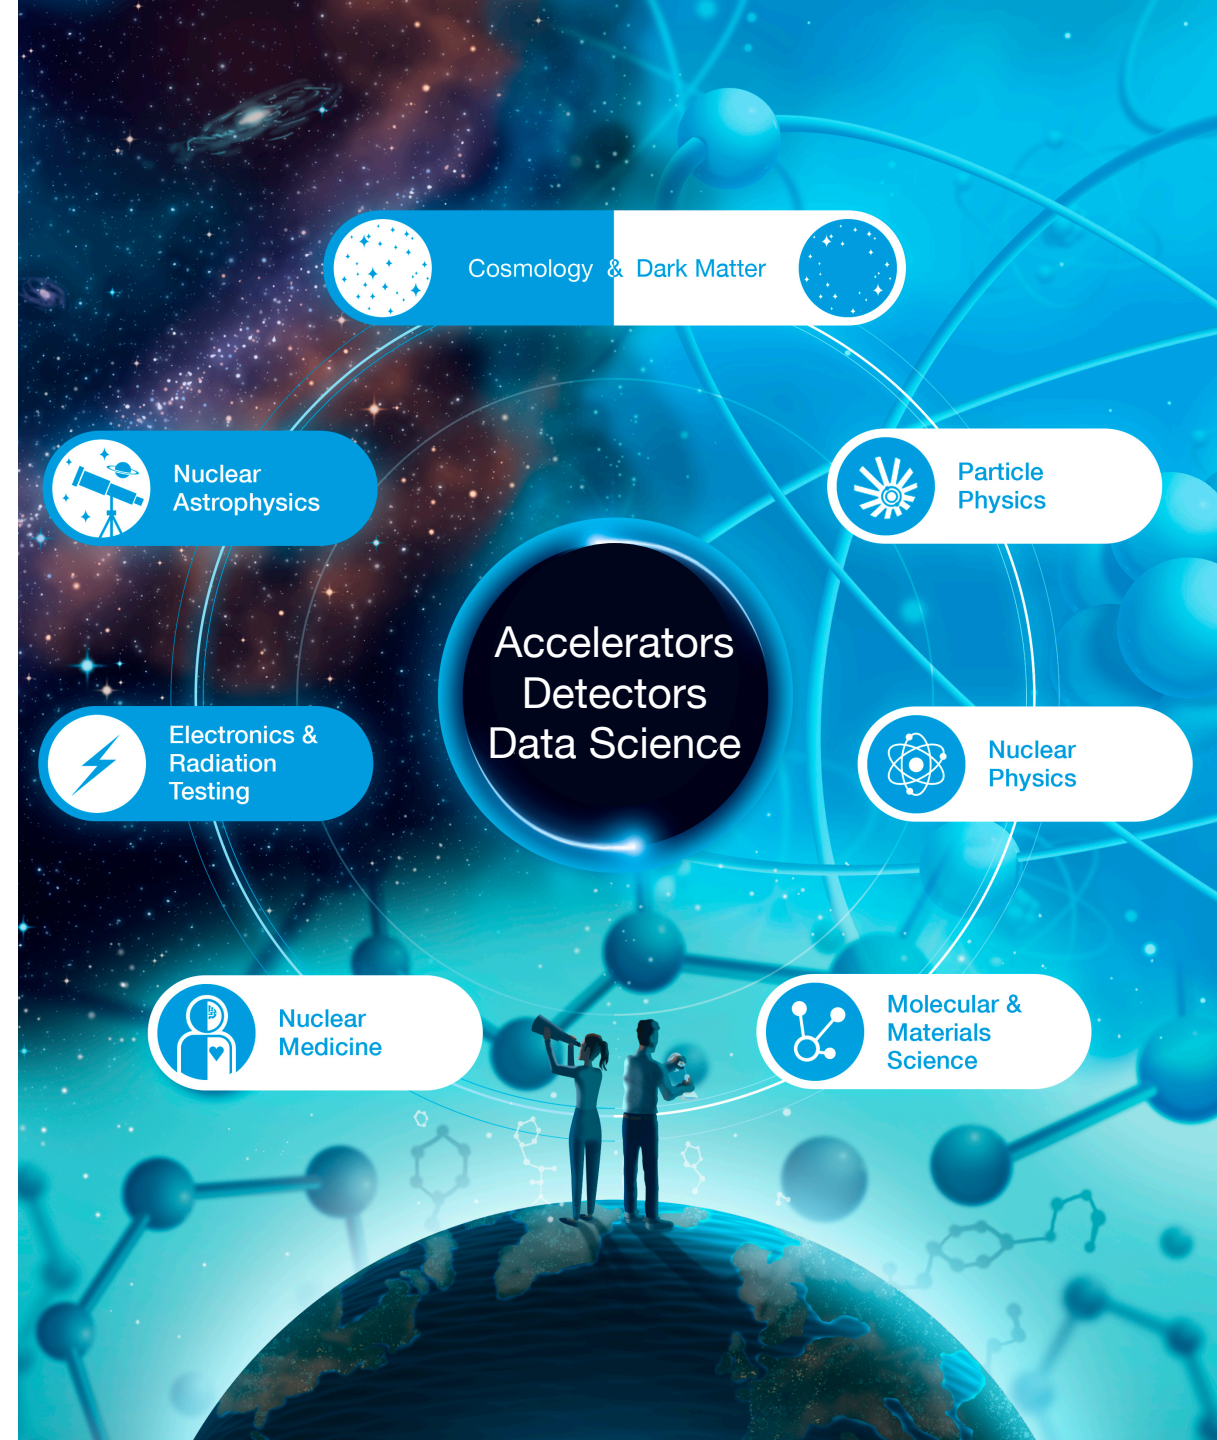 Cosmology & Dark Matter
Nuclear
Astrophysics
Particle
Physics
Accelerators
Detectors
Data Science
Electronics &
Radiation
Testing
Nuclear
Physics
Nuclear
Medicine
Molecular &
Materials
Science